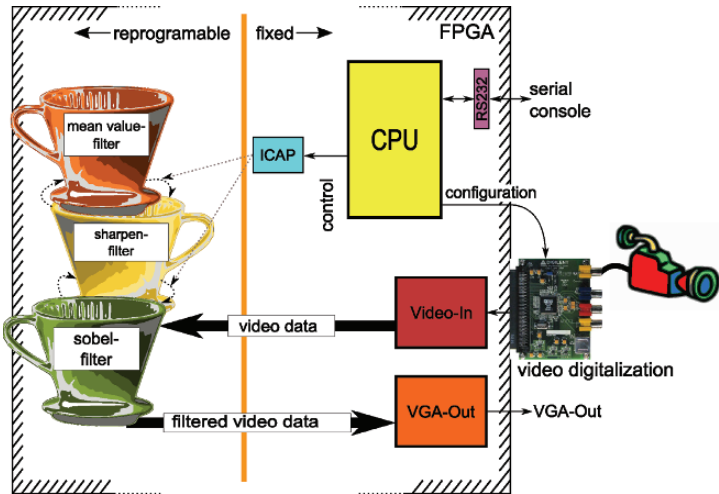 reprogramable
fixed
FPGA
mean value-
filter
sharpen-
filter
sobel-
filter
ICAP
control
CPU
RS232
serial
console
configuration
video data
Video-In
video digitalization
filtered video data
VGA-Out
VGA-Out